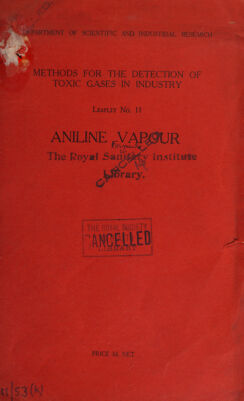 DEPARTMENT OF SCIENTIFIC AND INDUSTRIAL RESEARCH
METHODS FOR THE DETECTION OF
TOXIC GASES IN INDUSTRY
LEAFLET No. 11
ANILINE VAPOUR
The Royal Sanitary Institute
Library.
THE ROYAL SOCIETY
CANCELLED
LIBRARY
PRICE 3d. NET